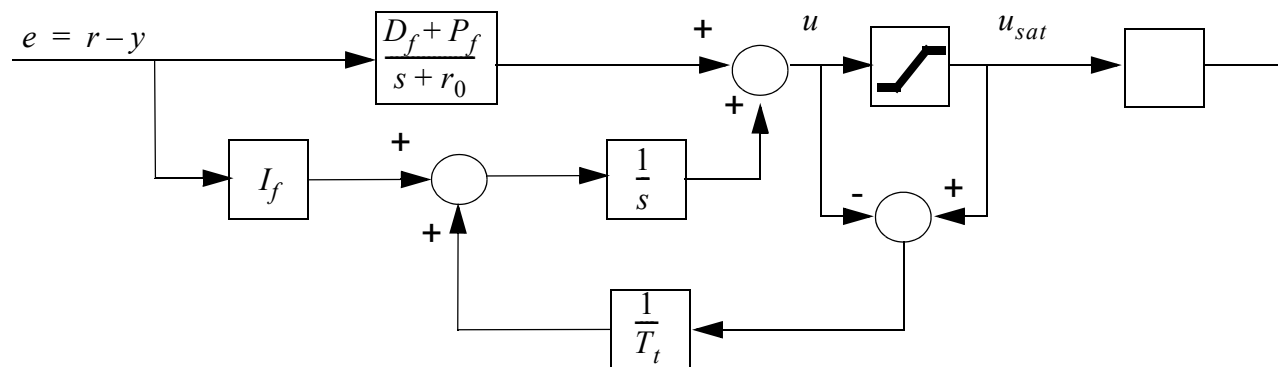 e = r – y
D_f + P_f
s + r_0
+
u
u_sat
+
I_f
+
1
s
-
+
+
1
T_t